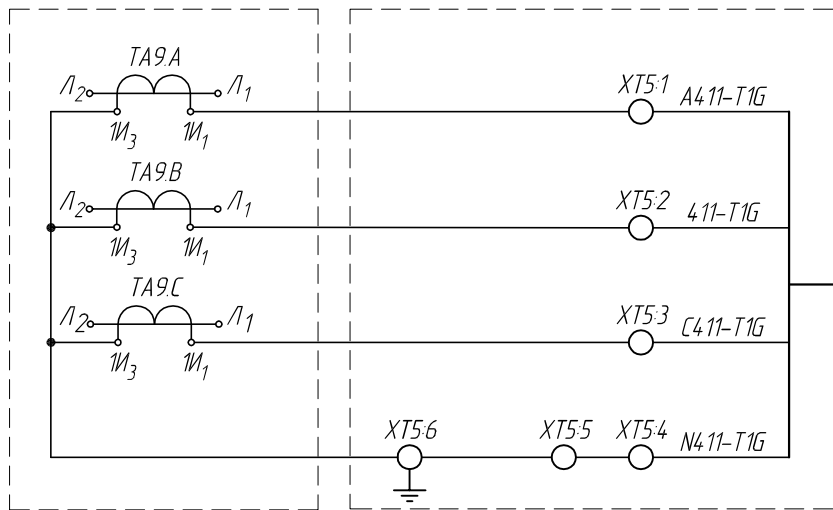 TA9.A
Л2 Л1
1И3 1И1
XT5:1
A411-T1G
TA9.B
Л2 Л1
1И3 1И1
XT5:2
411-T1G
TA9.C
Л2 Л1
1И3 1И1
XT5:3
C411-T1G
XT5:6
XT5:5
XT5:4
N411-T1G